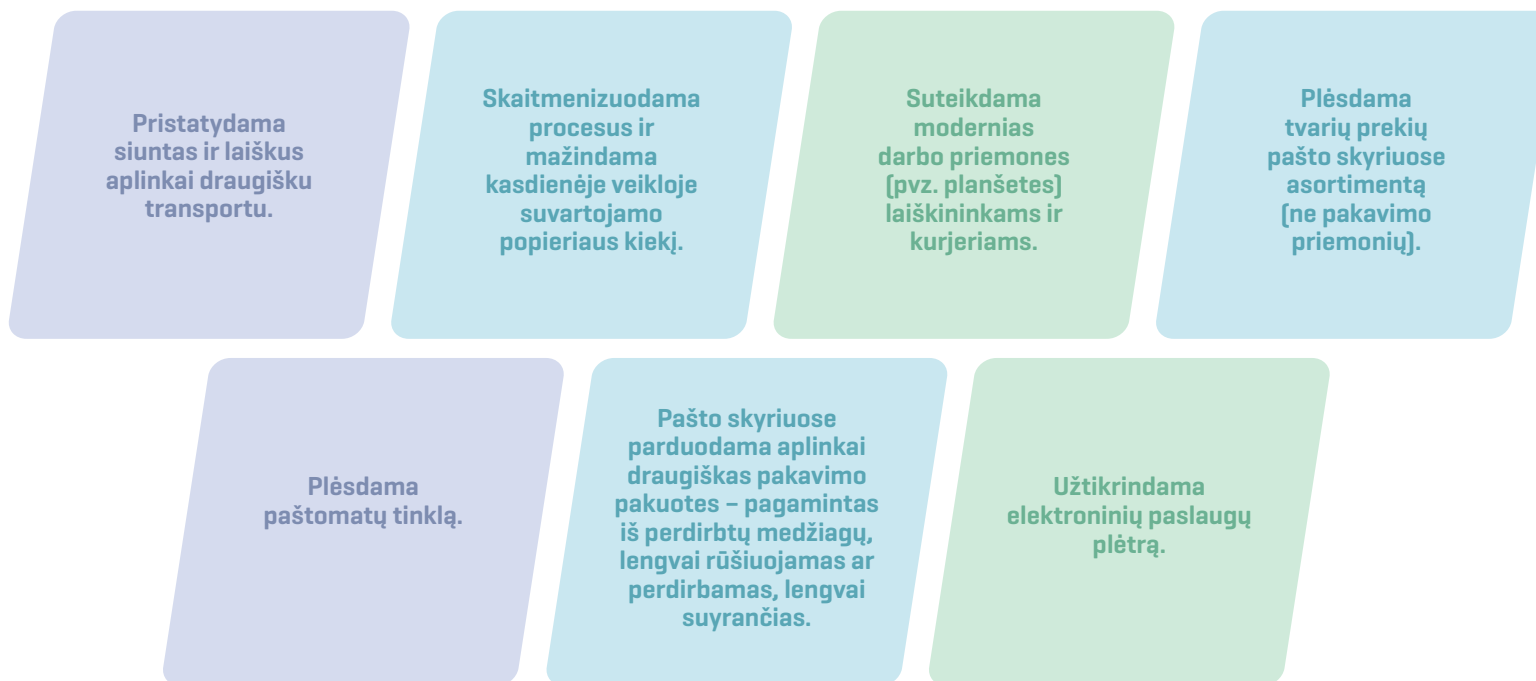 Pristatydama
siuntas ir laiškus
aplinkai draugišku
transportu.
Skaitmenizuodama
procesus ir
mažindama
kasdienėje veikloje
suvartojamo
popieriaus kiekį.
Suteikdama
modernias
darbo priemones
(pvz. planšetes)
laiškininkams ir
kurjeriams.
Plėsdama
tvarių prekių
pašto skyriuose
asortimentą
(ne pakavimo
priemonių).
Plėsdama
paštomatų tinklą.
Pašto skyriuose
parduodama aplinkai
draugiškas pakavimo
pakuotes – pagamintas
iš perdirbtų medžiagų,
lengvai rūšiuojamas ar
perdirbamas, lengvai
suyrančias.
Užtikrindama
elektroninių paslaugų
plėtrą.